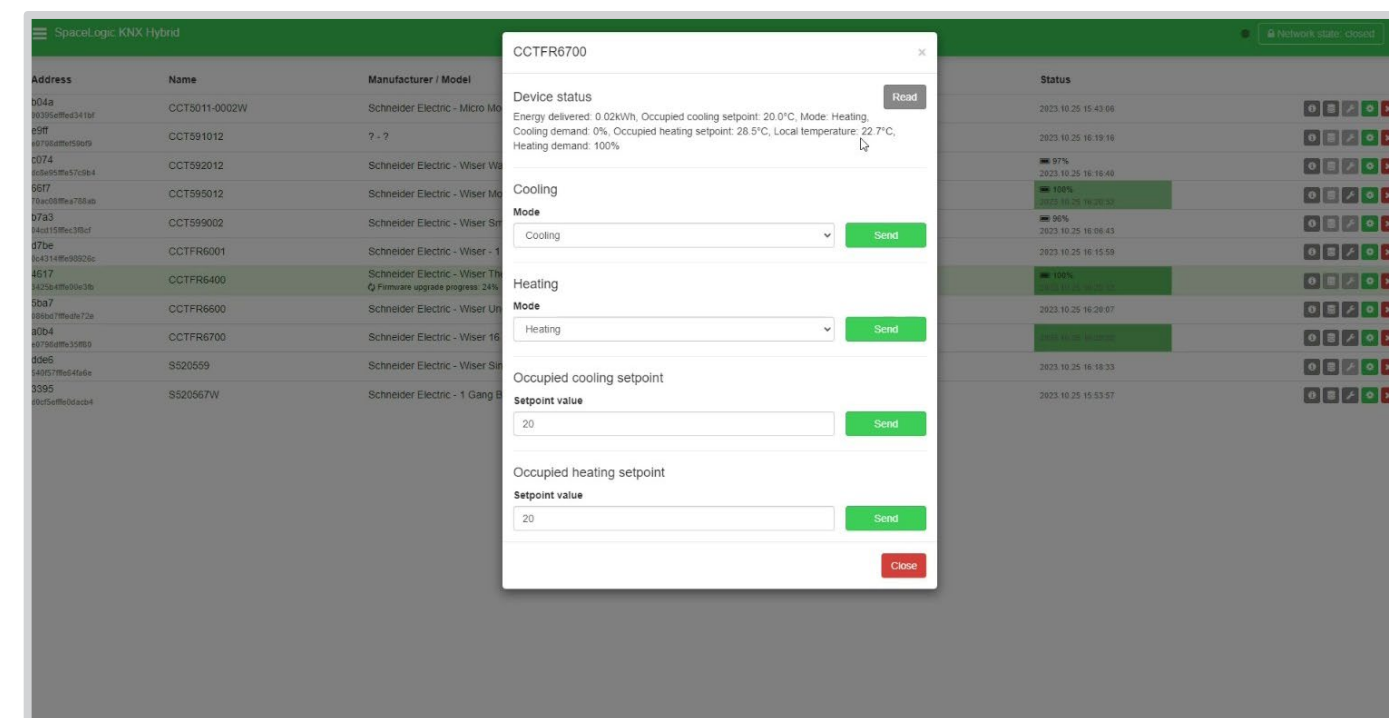 SpaceLogic KNX Hybrid
Network state: closed
CCTFR6700
×
Address Name Manufacturer / Model Status
Device status Read
Energy delivered: 0.02kWh, Occupied cooling setpoint: 20.0°C, Mode: Heating,
Cooling demand: 0%, Occupied heating setpoint: 28.5°C, Local temperature: 22.7°C,
Heating demand: 100%
b04a CCT5011-0002W Schneider Electric - Micro Mo 2023.10.25 15:43:06
e9ff CCT591012 ? - ? 2023.10.25 16:19:16
c074 CCT592012 Schneider Electric - Wiser Wa 97%
2023.10.25 16:16:40
66f7 CCT595012 Schneider Electric - Wiser Mo 100%
b7a3 CCT599002 Schneider Electric - Wiser Sm 96%
2023.10.25 16:06:43
d7be CCTFR6001 Schneider Electric - Wiser - 1 2023.10.25 16:15:59
4617 CCTFR6400 Schneider Electric - Wiser The 100%
Firmware upgrade progress: 24%
5ba7 CCTFR6600 Schneider Electric - Wiser Un 2023.10.25 16:20:07
a0b4 CCTFR6700 Schneider Electric - Wiser 16
dde6 S520559 Schneider Electric - Wiser Sin 2023.10.25 16:18:33
3395 S520567W Schneider Electric - 1 Gang B 2023.10.25 15:53:57
Cooling
Mode
Cooling Send
Heating
Mode
Heating Send
Occupied cooling setpoint
Setpoint value
20 Send
Occupied heating setpoint
Setpoint value
20 Send
Close